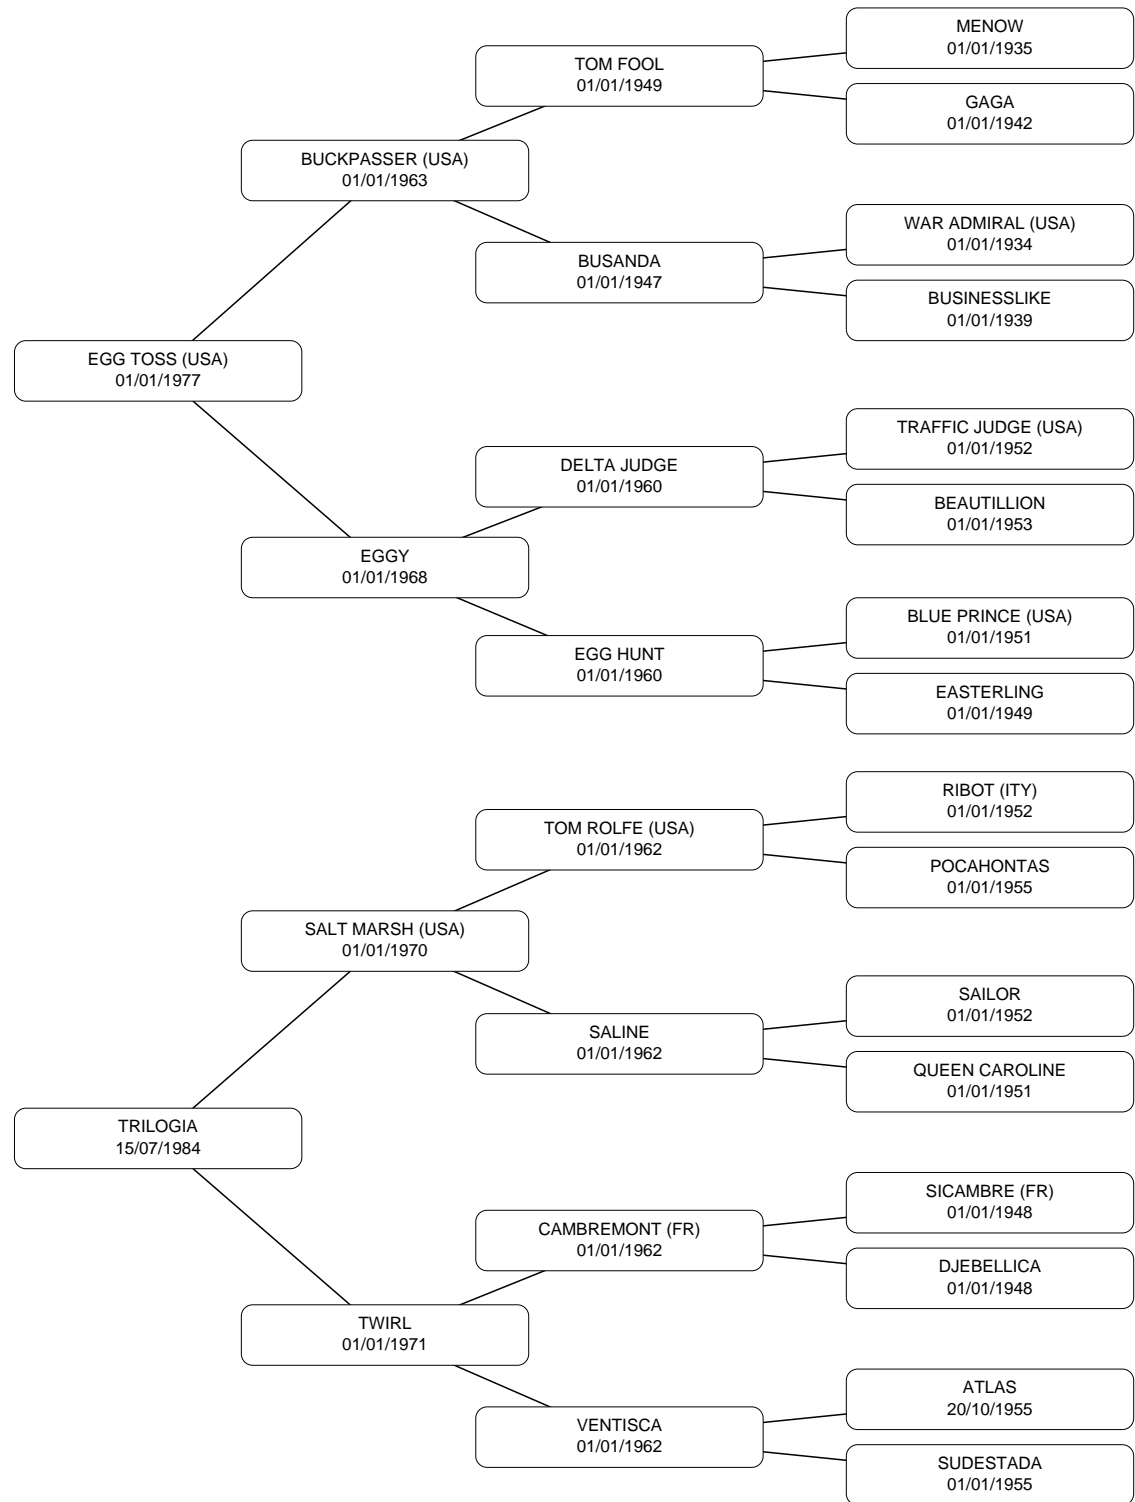 MENOW
01/01/1935
TOM FOOL
01/01/1949
GAGA
01/01/1942
BUCKPASSER (USA)
01/01/1963
WAR ADMIRAL (USA)
01/01/1934
BUSANDA
01/01/1947
BUSINESSLIKE
01/01/1939
EGG TOSS (USA)
01/01/1977
TRAFFIC JUDGE (USA)
01/01/1952
DELTA JUDGE
01/01/1960
BEAUTILLION
01/01/1953
EGGY
01/01/1968
BLUE PRINCE (USA)
01/01/1951
EGG HUNT
01/01/1960
EASTERLING
01/01/1949
RIBOT (ITY)
01/01/1952
TOM ROLFE (USA)
01/01/1962
POCAHONTAS
01/01/1955
SALT MARSH (USA)
01/01/1970
SAILOR
01/01/1952
SALINE
01/01/1962
QUEEN CAROLINE
01/01/1951
TRILOGIA
15/07/1984
SICAMBRE (FR)
01/01/1948
CAMBREMONT (FR)
01/01/1962
DJEBELLICA
01/01/1948
TWIRL
01/01/1971
ATLAS
20/10/1955
VENTISCA
01/01/1962
SUDESTADA
01/01/1955